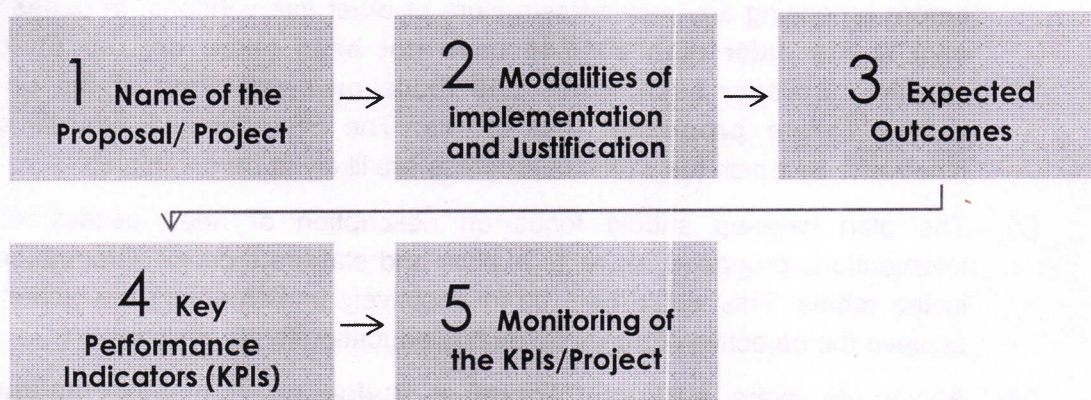 1 Name of the
Proposal/ Project
2 Modalities of
implementation
and Justification
3 Expected
Outcomes
4 Key
Performance
Indicators (KPIs)
5 Monitoring of
the KPIs/Project